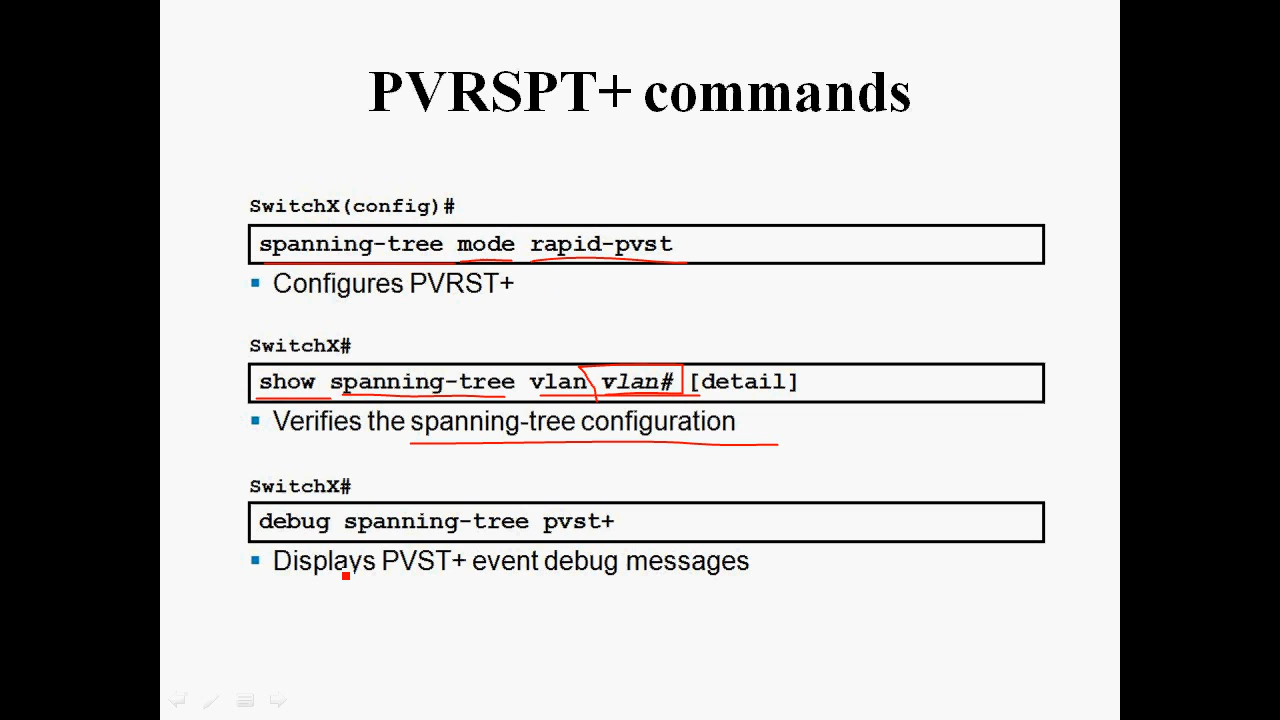 PVRSPT+ commands
SwitchX(config)#
spanning-tree mode rapid-pvst
Configures PVRST+
SwitchX#
show spanning-tree vlan vlan# [detail]
Verifies the spanning-tree configuration
SwitchX#
debug spanning-tree pvst+
Displays PVST+ event debug messages